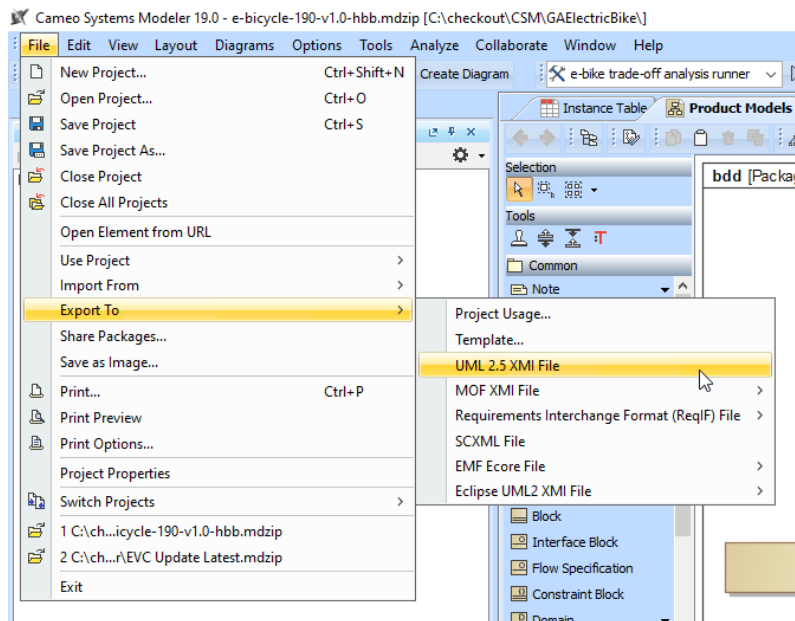 Cameo Systems Modeler 19.0 - e-bicycle-190-v1.0-hbb.mdzip [C:\checkout\CSM\GAElectricBike\]
File Edit View Layout Diagrams Options Tools Analyze Collaborate Window Help
New Project... Ctrl+Shift+N
Create Diagram
e-bike trade-off analysis runner
Open Project... Ctrl+O
Instance Table
Product Models
Save Project Ctrl+S
Save Project As...
Close Project
Selection
bdd [Packag
Close All Projects
Tools
Open Element from URL
Use Project
Common
Import From
Note
Export To
Project Usage...
Share Packages...
Template...
Save as Image...
UML 2.5 XMI File
Print... Ctrl+P
MOF XMI File
Print Preview
Requirements Interchange Format (ReqIF) File
Print Options...
SCXML File
Project Properties
EMF Ecore File
Switch Projects
Eclipse UML2 XMI File
Block
1 C:\ch...icycle-190-v1.0-hbb.mdzip
Interface Block
2 C:\ch...r\EVC Update Latest.mdzip
Flow Specification
Exit
Constraint Block
Domain